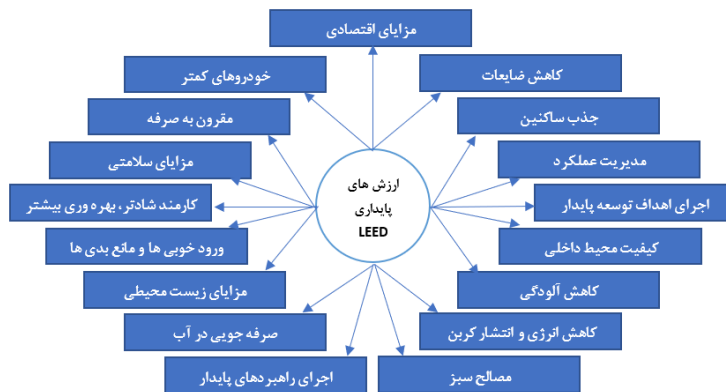 مزایای اقتصادی
کاهش ضایعات
جذب ساکنین
مدیریت عملکرد
اجرای اهداف توسعه پایدار
کیفیت محیط داخلی
کاهش آلودگی
کاهش انرژی و انتشار کربن
مصالح سبز
اجرای راهبردهای پایدار
صرفه جویی در آب
مزایای زیست محیطی
ورود خوبی ها و مانع بدی ها
کارمند شادتر، بهره وری بیشتر
مزایای سلامتی
مقرون به صرفه
خودروهای کمتر
ارزش های
پایداری
LEED